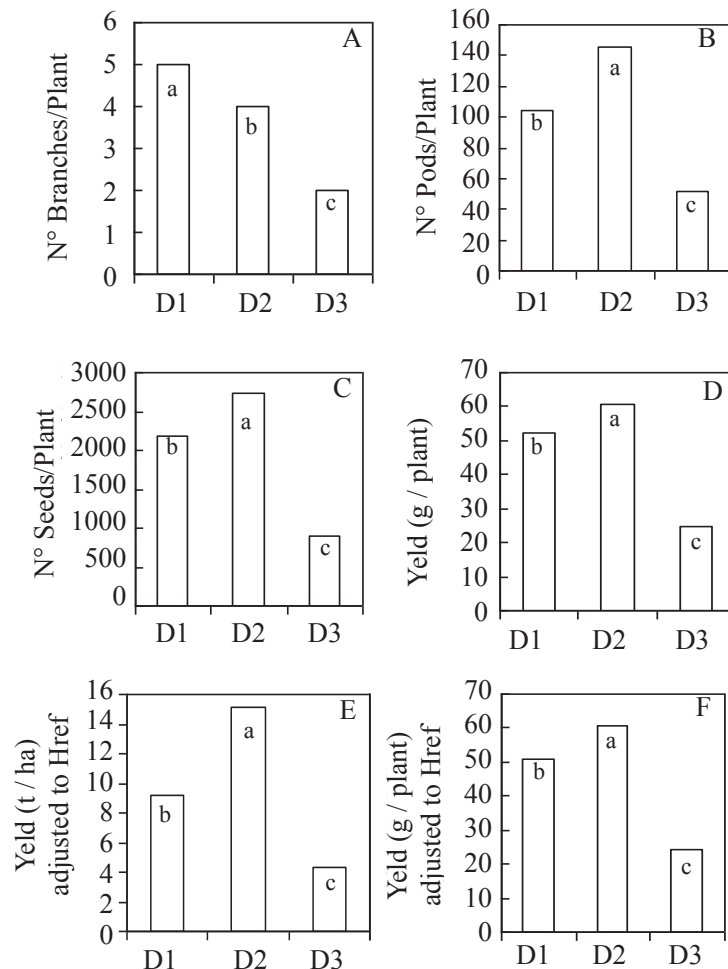 A
N° Branches/Plant
6
5
4
3
2
1
0
a
b
c
D1 D2 D3
B
N° Pods/Plant
160
140
120
100
80
60
40
20
0
b
a
c
D1 D2 D3
C
N° Seeds/Plant
3000
2500
2000
1500
1000
500
0
b
a
c
D1 D2 D3
D
Yeld (g / plant)
70
60
50
40
30
20
10
0
b
a
c
D1 D2 D3
E
Yeld (t / ha)
adjusted to Href
16
14
12
10
8
6
4
2
0
b
a
c
D1 D2 D3
F
Yeld (g / plant)
adjusted to Href
70
60
50
40
30
20
10
0
b
a
c
D1 D2 D3